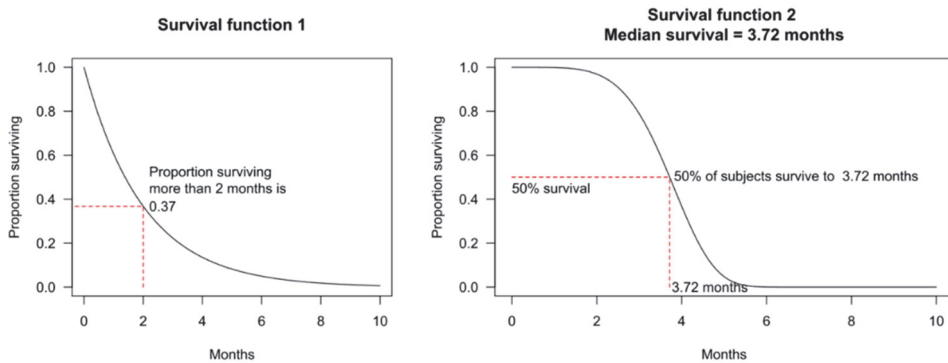 Survival function 1
Proportion surviving
1.0
0.8
0.6
0.4
0.2
0.0
Proportion surviving
more than 2 months is
0.37
0
2
4
6
8
10
Months
Survival function 2
Median survival = 3.72 months
Proportion surviving
1.0
0.8
0.6
0.4
0.2
0.0
50% survival
50% of subjects survive to 3.72 months
3.72 months
0
2
4
6
8
10
Months